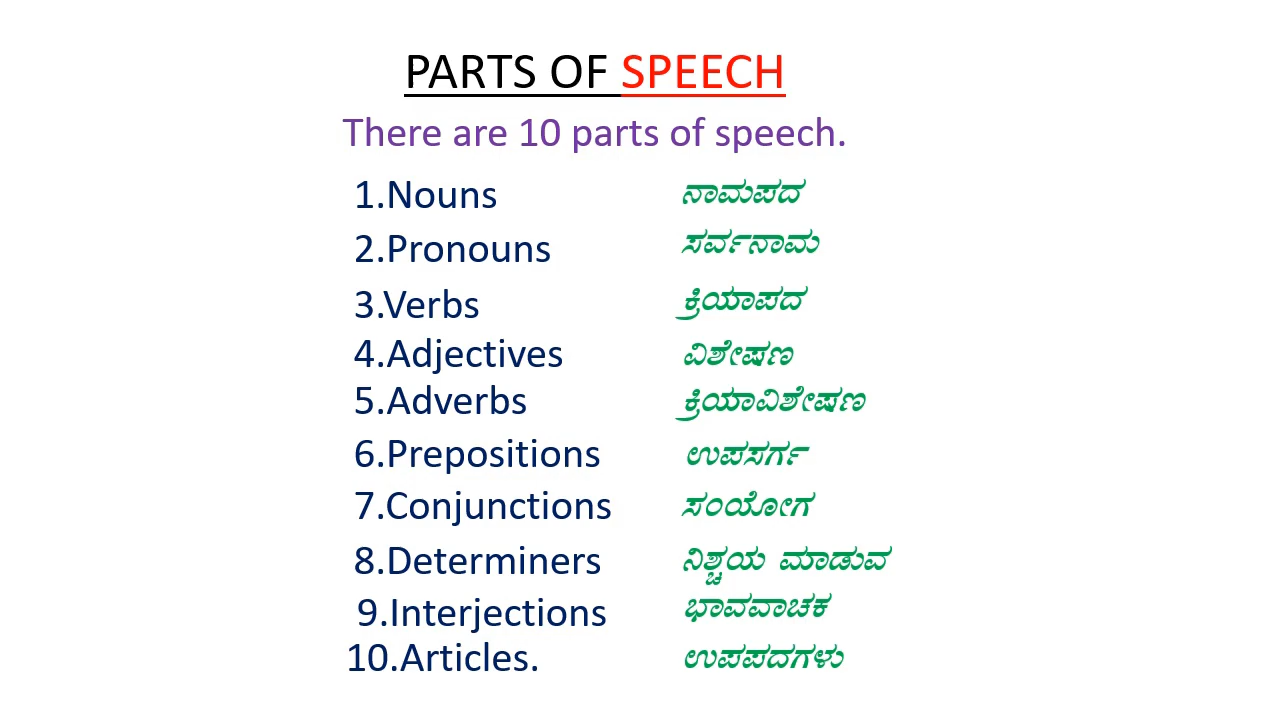 PARTS OF SPEECH
There are 10 parts of speech.
1.Nouns ನಾಮಪದ
2.Pronouns ಸರ್ವನಾಮ
3.Verbs ಕ್ರಿಯಾಪದ
4.Adjectives ವಿಶೇಷಣ
5.Adverbs ಕ್ರಿಯಾವಿಶೇಷಣ
6.Prepositions ಉಪಸರ್ಗ
7.Conjunctions ಸಂಯೋಗ
8.Determiners ನಿಶ್ಚಯ ಮಾಡುವ
9.Interjections ಭಾವವಾಚಕ
10.Articles. ಉಪಪದಗಳು